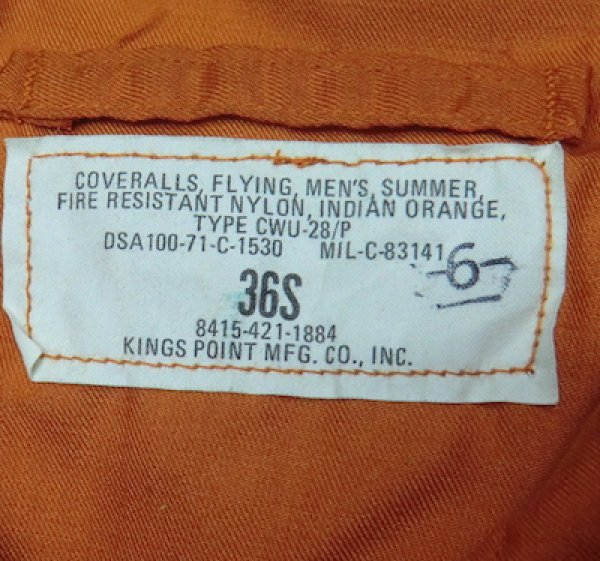 COVERALLS, FLYING, MEN'S, SUMMER,
FIRE RESISTANT NYLON, INDIAN ORANGE,
TYPE CWU-28/P
DSA100-71-C-1530 MIL-C-83141
-6-
36S
8415-421-1884
KINGS POINT MFG. CO., INC.